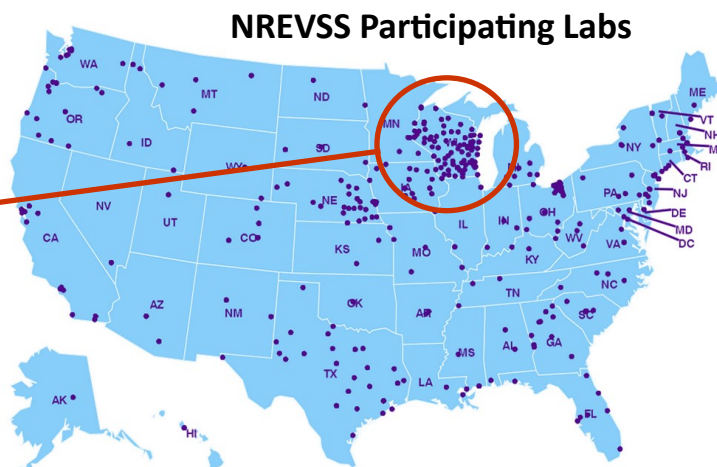 NREVSS Participating Labs
WA
MT
ND
MN
ME
VT
NH
OR
ID
SD
NY
RI
WY
CT
IA
PA
NJ
NV
NE
IL
IN
OH
DE
UT
MD
CA
CO
WV
VA
DC
KS
MO
KY
NC
TN
AZ
NM
OK
AR
SC
MS
AL
GA
TX
LA
AK
FL
HI